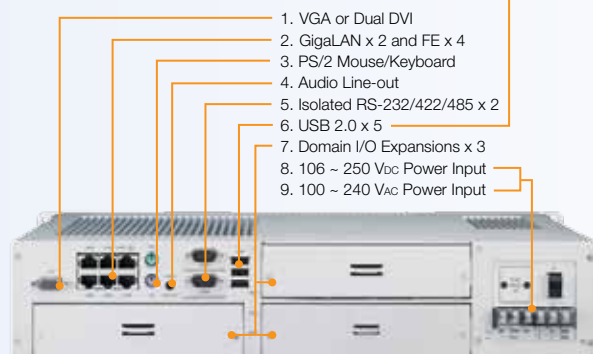 1. VGA or Dual DVI
2. GigaLAN x 2 and FE x 4
3. PS/2 Mouse/Keyboard
4. Audio Line-out
5. Isolated RS-232/422/485 x 2
6. USB 2.0 x 5
7. Domain I/O Expansions x 3
8. 106 ~ 250 VDC Power Input
9. 100 ~ 240 VAC Power Input